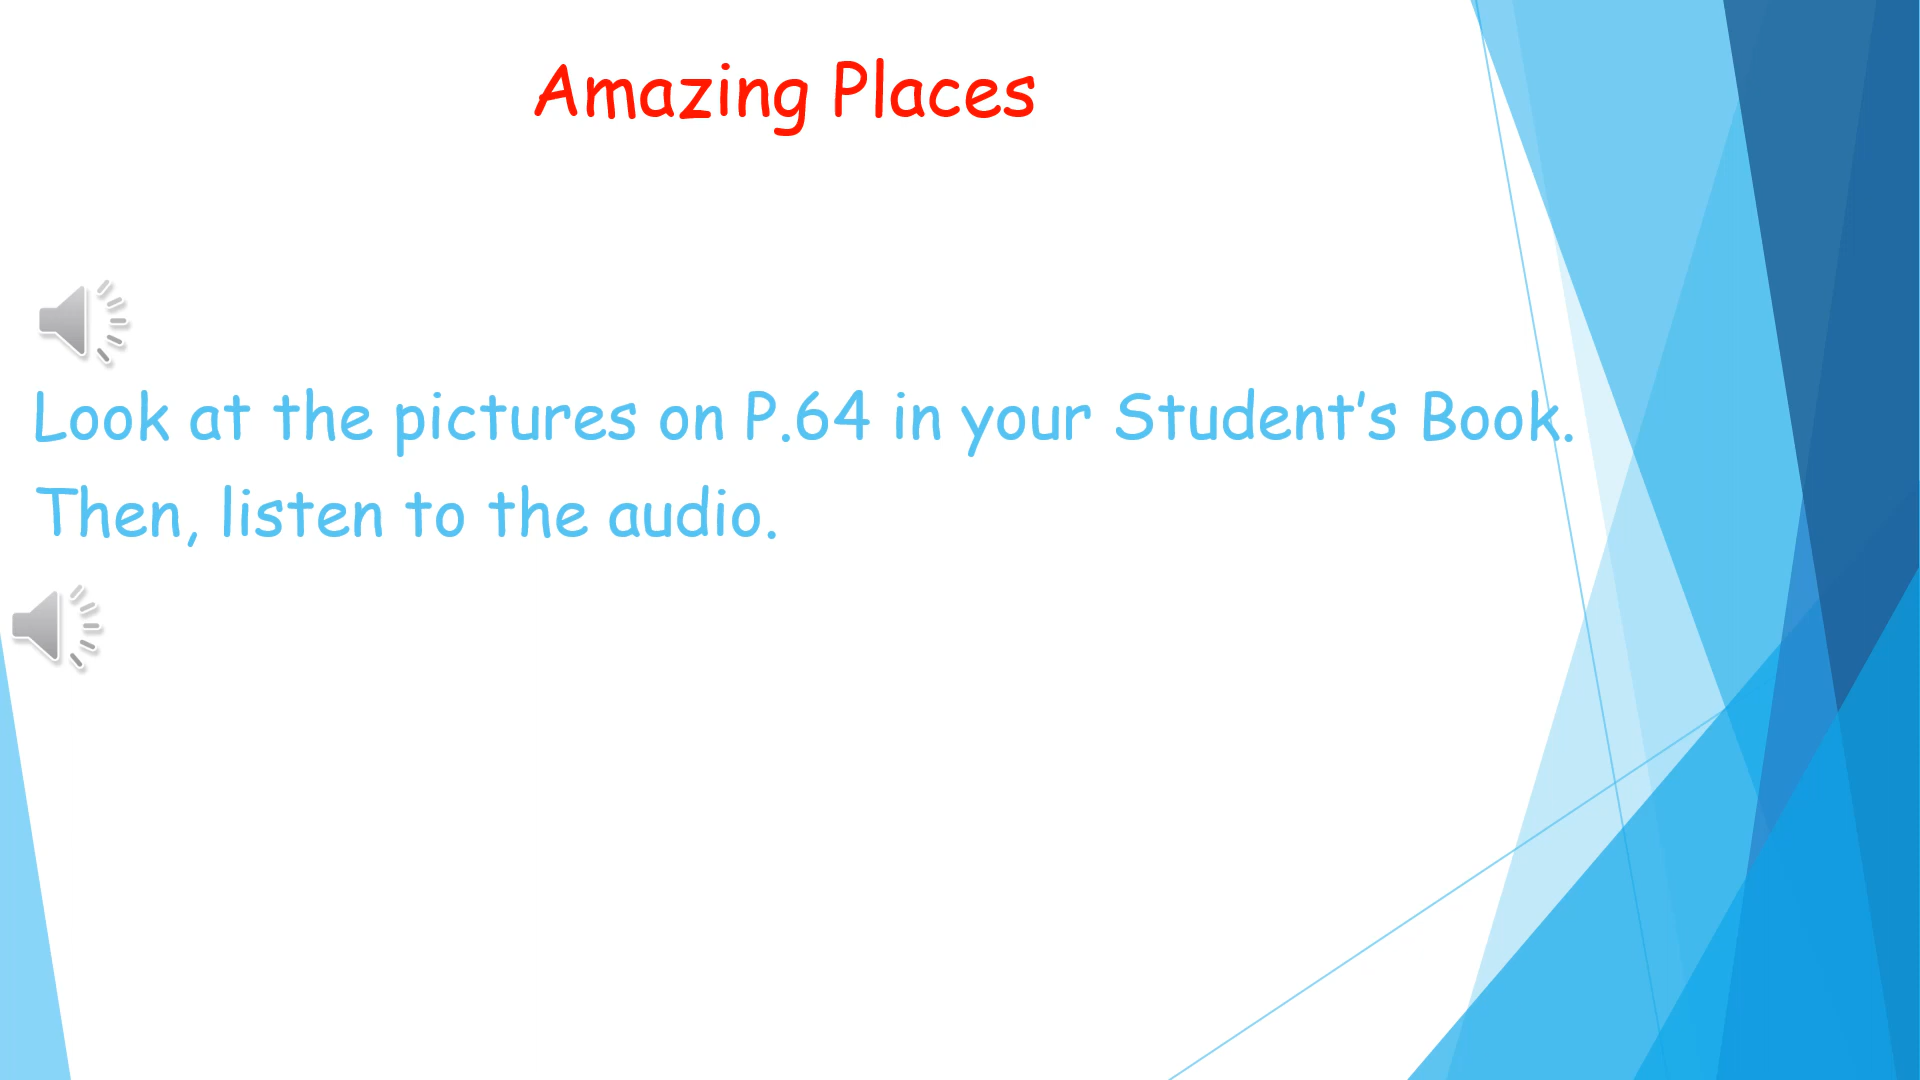 Amazing Places
Look at the pictures on P.64 in your Student’s Book.
Then, listen to the audio.